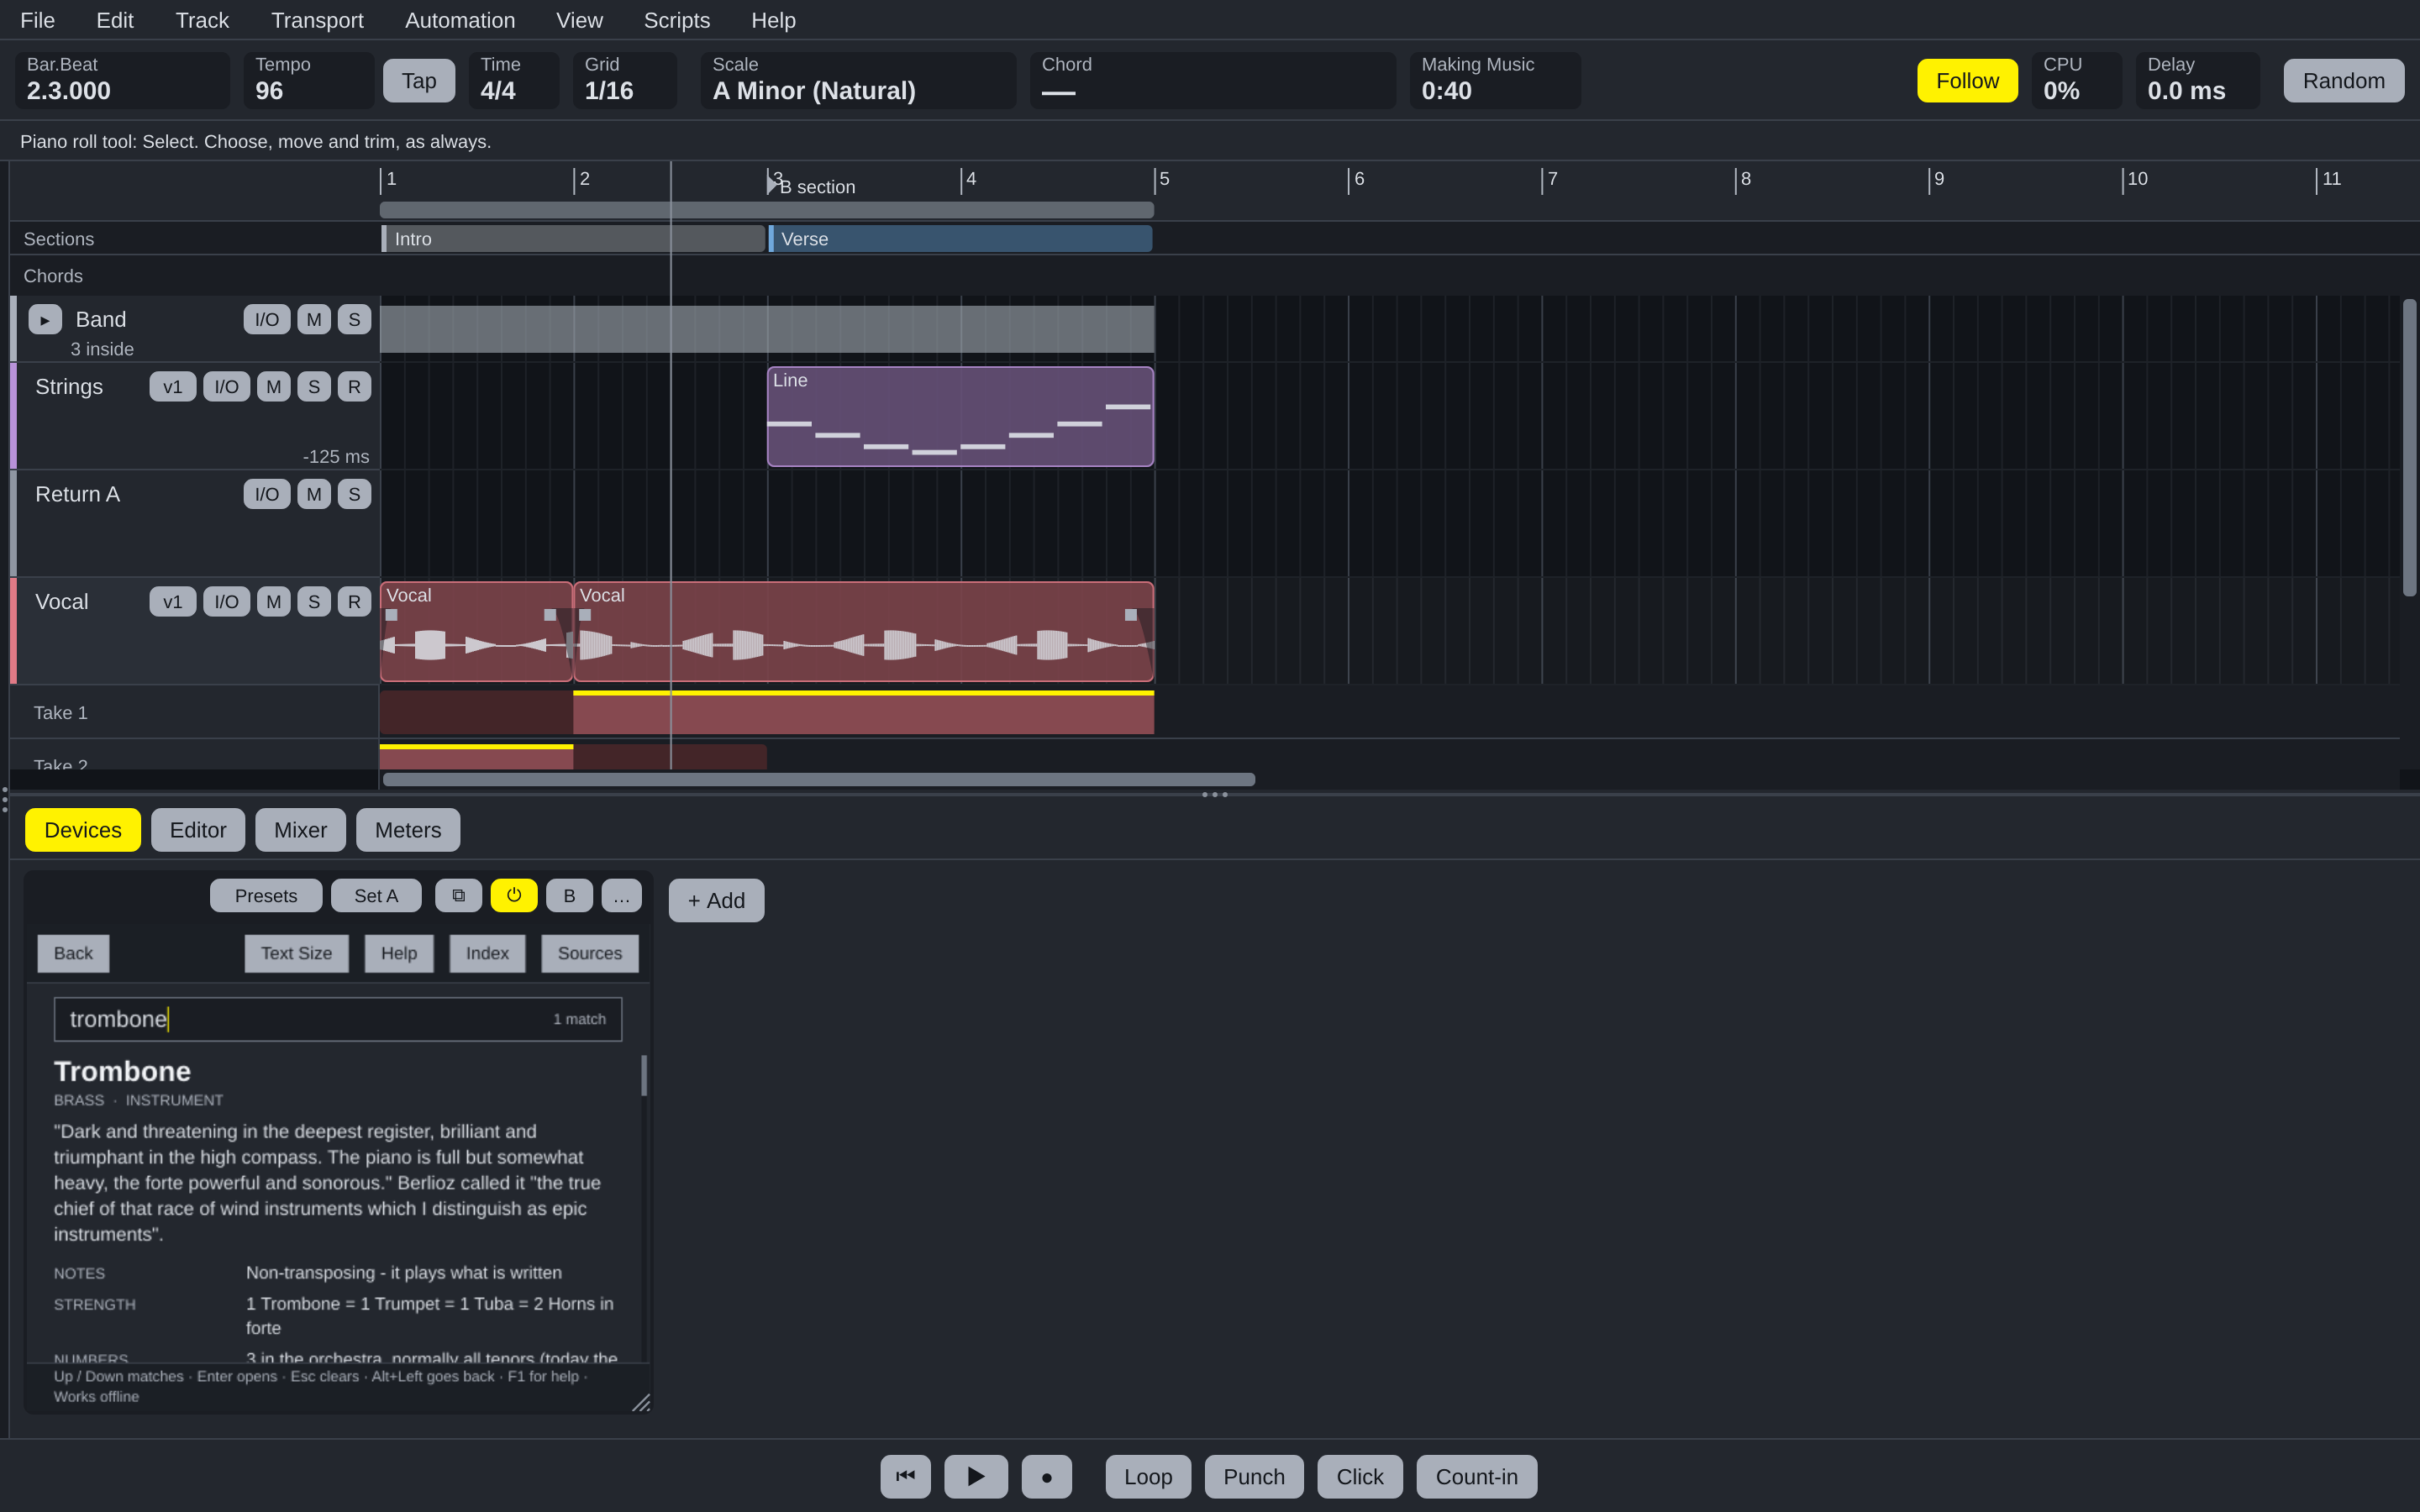 File Edit Track Transport Automation View Scripts Help
Bar.Beat Tempo Time Grid Scale Chord Making Music CPU Delay
2.3.000 96 Tap 4/4 1/16 A Minor (Natural) — 0:40 Follow 0% 0.0 ms Random
Piano roll tool: Select. Choose, move and trim, as always.
1 2 3 4 5 6 7 8 9 10 11
B section
Sections Intro Verse
Chords
Band I/O M S
3 inside
Strings v1 I/O M S R
Line
-125 ms
Return A I/O M S
Vocal v1 I/O M S R
Vocal Vocal
Take 1
Take 2
Devices Editor Mixer Meters
Presets Set A B ...
+ Add
Back Text Size Help Index Sources
trombone 1 match
Trombone
BRASS · INSTRUMENT
"Dark and threatening in the deepest register, brilliant and
triumphant in the high compass. The piano is full but somewhat
heavy, the forte powerful and sonorous." Berlioz called it "the true
chief of that race of wind instruments which I distinguish as epic
instruments".
NOTES Non-transposing - it plays what is written
STRENGTH 1 Trombone = 1 Trumpet = 1 Tuba = 2 Horns in
forte
NUMBERS 3 in the orchestra, normally all tenors (today the
Up / Down matches · Enter opens · Esc clears · Alt+Left goes back · F1 for help ·
Works offline
Loop Punch Click Count-in